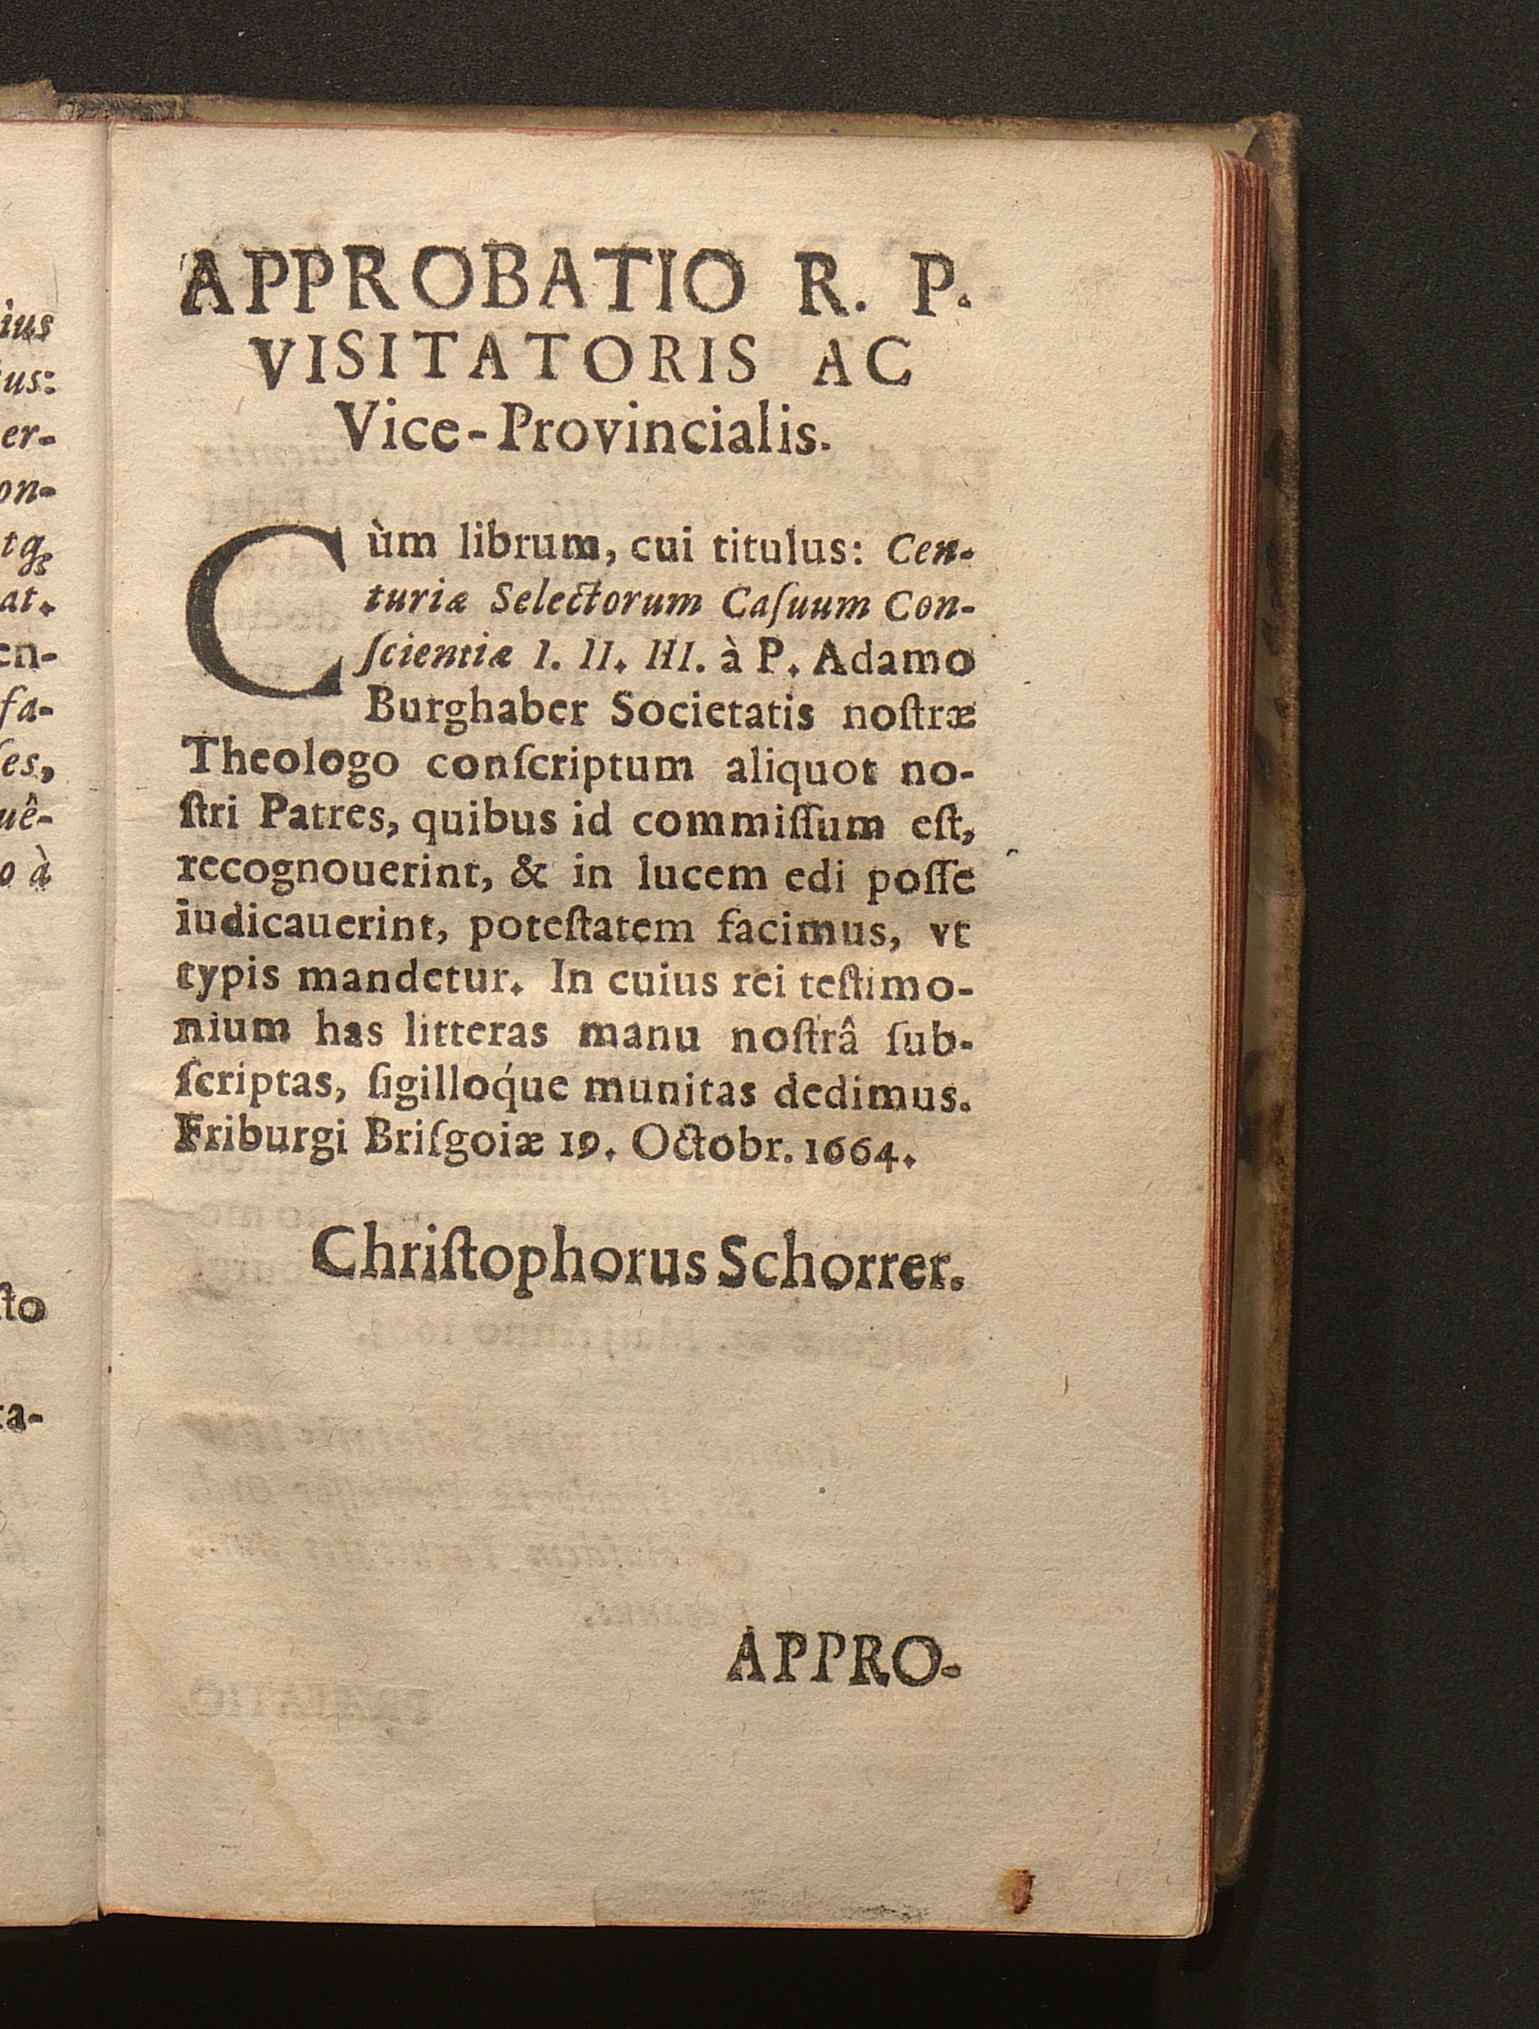 APPROBATIO R. P.
VISITATORIS AC
Vice-Provincialis.
Cùm librum, cui titulus: Cen-
turiæ Selectorum Caſuum Con-
ſcientiæ I. II. III. à P. Adamo
Burghaber Societatis noſtræ
Theologo conſcriptum aliquot no-
ſtri Patres, quibus id commiſſum eſt,
recognouerint, & in lucem edi poſſe
iudicauerint, poteſtatem facimus, vt
typis mandetur. In cuius rei teſtimo-
nium has litteras manu noſtrâ ſub-
ſcriptas, ſigilloq́ue munitas dedimus.
Friburgi Briſgoiæ 19. Octobr. 1664.
Chriſtophorus Schorrer.
APPRO-